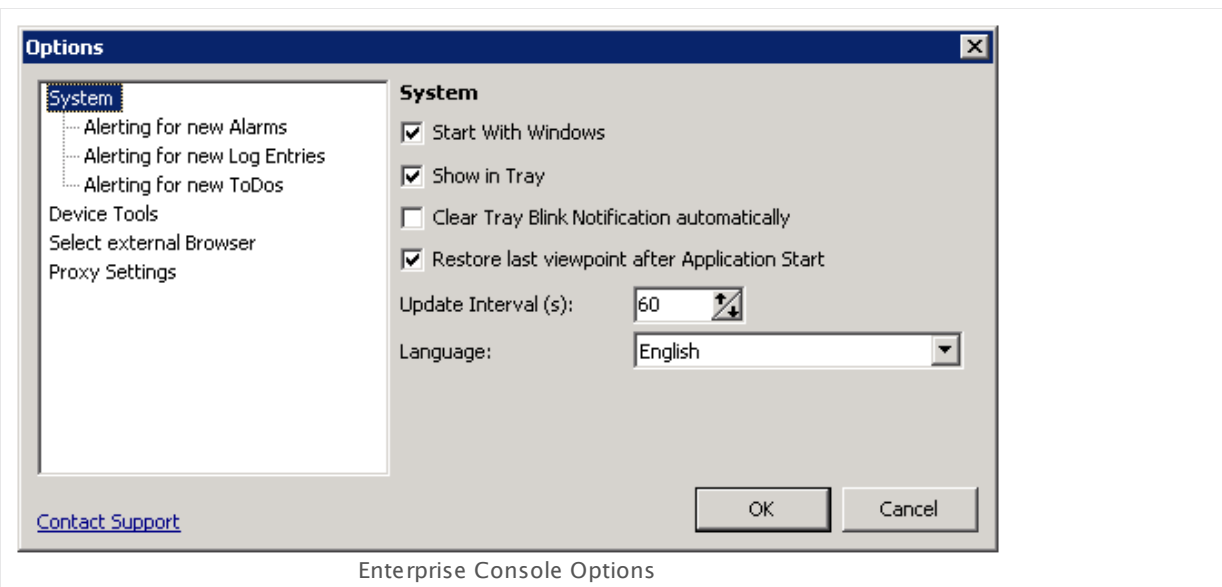 Options
System
Alerting for new Alarms
Alerting for new Log Entries
Alerting for new ToDos
Device Tools
Select external Browser
Proxy Settings
System
Start With Windows
Show in Tray
Clear Tray Blink Notification automatically
Restore last viewpoint after Application Start
Update Interval (s): 60
Language: English
Contact Support
OK Cancel
Enterprise Console Options